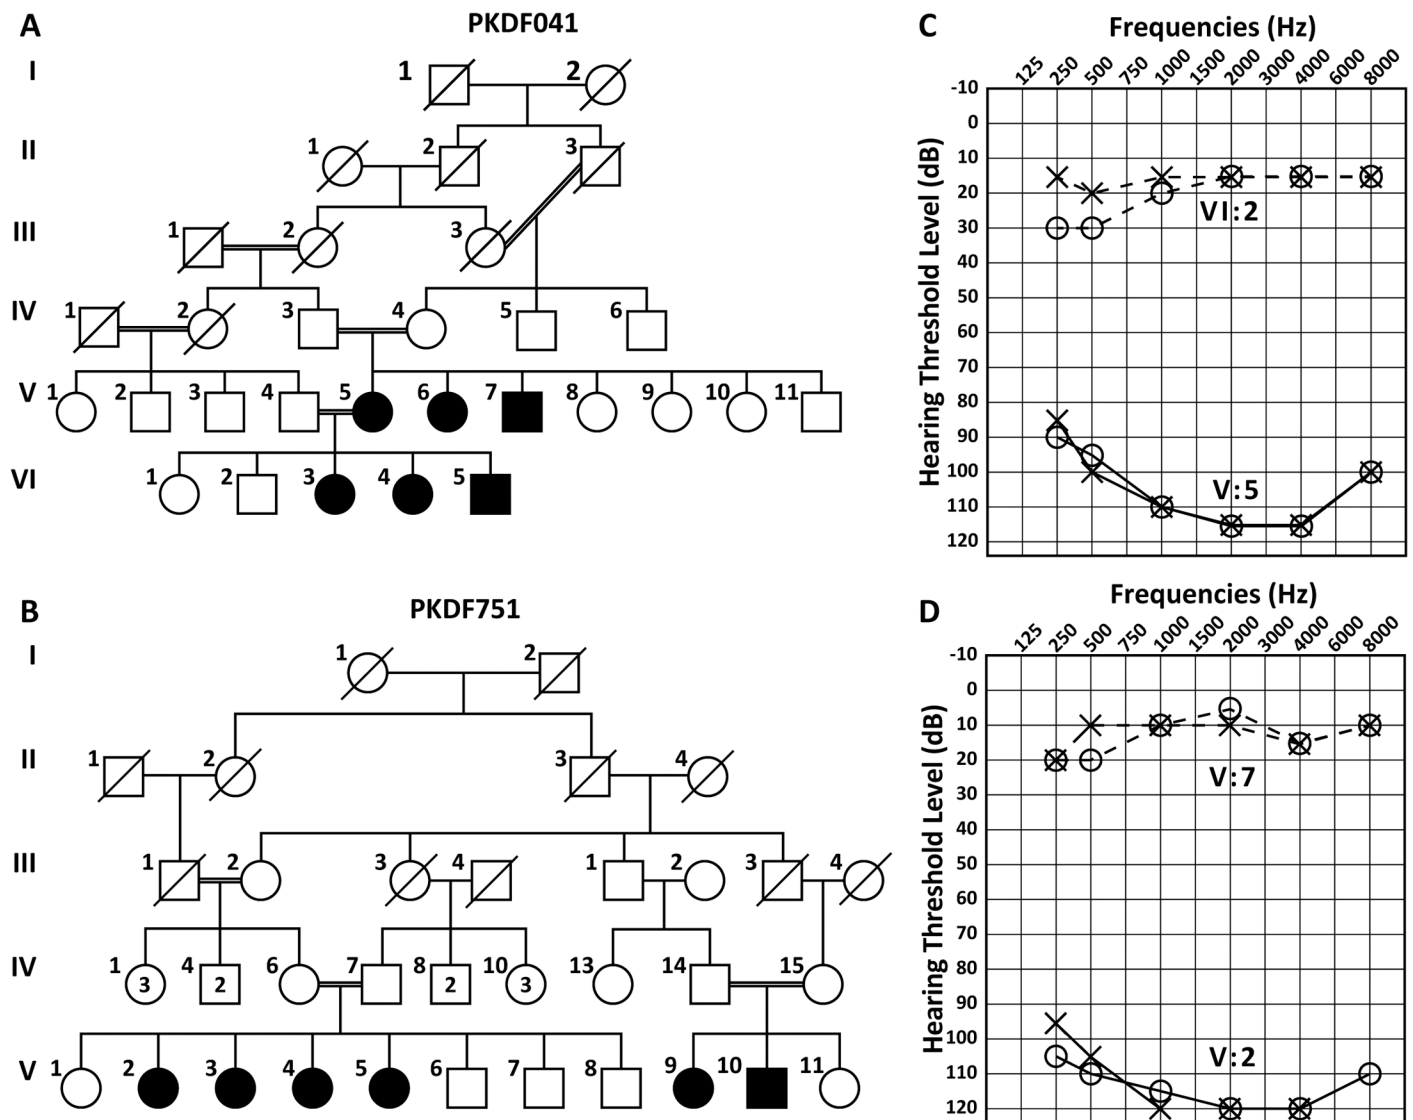 A
PKDF041
I
1 2
II
1 2 3
III
1 2 3
IV
1 2 3 4 5 6
V
1 2 3 4 5 6 7 8 9 10 11
VI
1 2 3 4 5
B
PKDF751
I
1 2
II
1 2 3 4
III
1 2 3 4 1 2 3 4
IV
1 3 4 2 6 7 8 2 10 3 13 14 15
V
1 2 3 4 5 6 7 8 9 10 11
C
Frequencies (Hz)
125 250 500 750 1000 1500 2000 3000 4000 6000 8000
Hearing Threshold Level (dB)
-10
0
10
20
30
40
50
60
70
80
90
100
110
120
VI:2
V:5
D
Frequencies (Hz)
125 250 500 750 1000 1500 2000 3000 4000 6000 8000
Hearing Threshold Level (dB)
-10
0
10
20
30
40
50
60
70
80
90
100
110
120
V:7
V:2